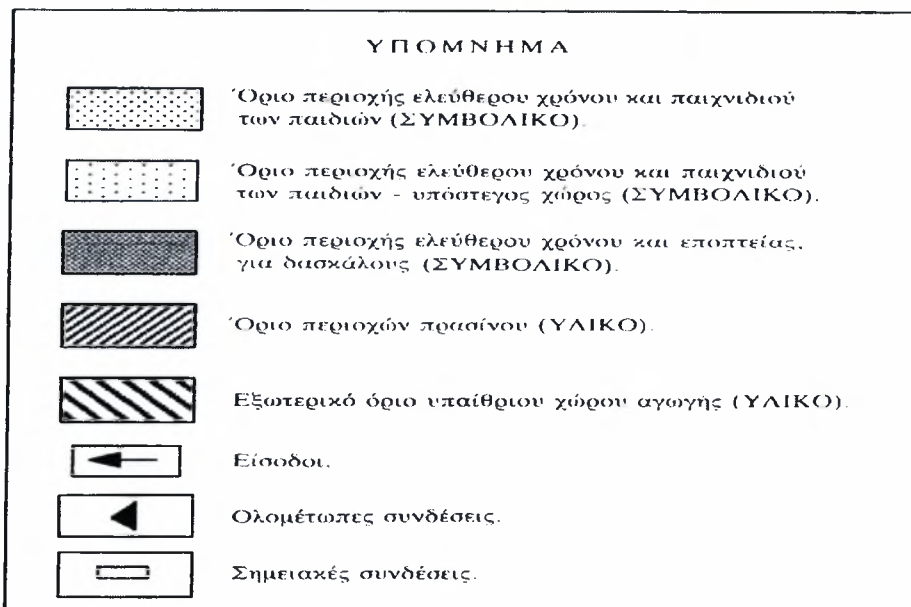 ΥΠΟΜΝΗΜΑ
Όριο περιοχής ελεύθερου χρόνου και παιχνιδιού
των παιδιών (ΣΥΜΒΟΛΙΚΟ).
Όριο περιοχής ελεύθερου χρόνου και παιχνιδιού
των παιδιών - υπόστεγος χώρος (ΣΥΜΒΟΛΙΚΟ).
Όριο περιοχής ελεύθερου χρόνου και εποπτείας,
για δασκάλους (ΣΥΜΒΟΛΙΚΟ).
Όριο περιοχών πρασίνου (ΥΛΙΚΟ).
Εξωτερικό όριο υπαίθριου χώρου αγωγής (ΥΛΙΚΟ).
Είσοδοι.
Ολομέτωπες συνδέσεις.
Σημειακές συνδέσεις.